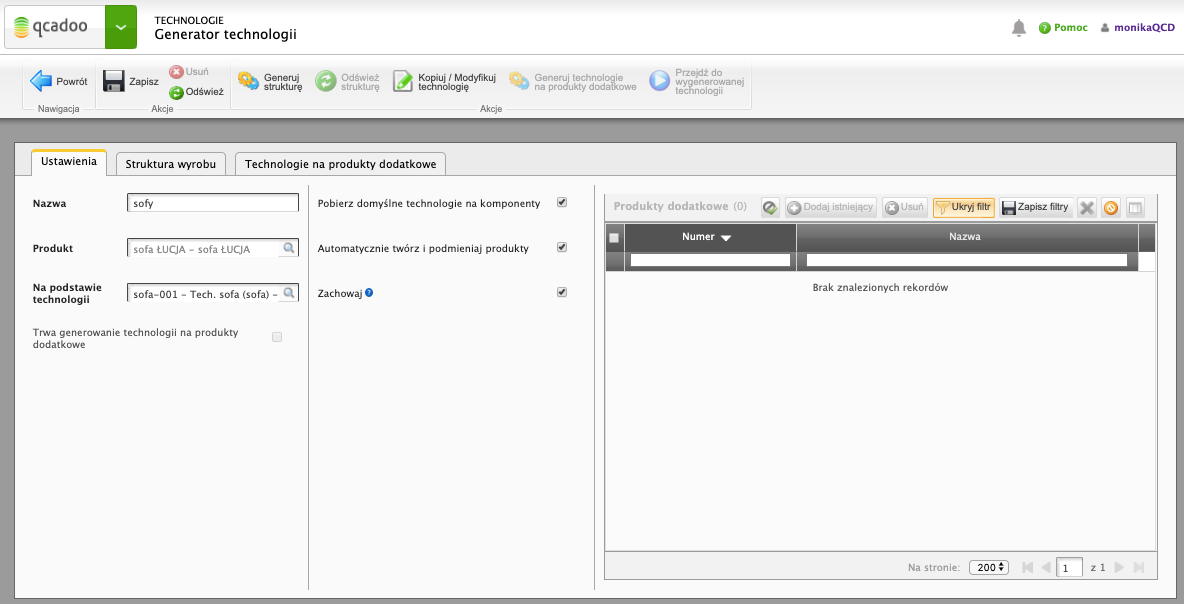 qcadoo
TECHNOLOGIE
Generator technologii
Pomoc
monikaQCD
Powrót
Nawigacja
Zapisz
Usuń
Odśwież
Akcje
Generuj
strukturę
Odśwież
strukturę
Kopiuj / Modyfikuj
technologię
Generuj technologie
na produkty dodatkowe
Przejdź do
wygenerowanej
technologii
Akcje
Ustawienia
Struktura wyrobu
Technologie na produkty dodatkowe
Nazwa
sofy
Produkt
sofa ŁUCJA - sofa ŁUCJA
Na podstawie
technologii
sofa-001 - Tech. sofa (sofa) -
Trwa generowanie technologii na produkty
dodatkowe
Pobierz domyślne technologie na komponenty
Automatycznie twórz i podmieniaj produkty
Zachowaj ?
Produkty dodatkowe (0)
Dodaj istniejący
Usuń
Ukryj filtr
Zapisz filtry
Numer
Nazwa
Brak znalezionych rekordów
Na stronie:
200
1
z 1